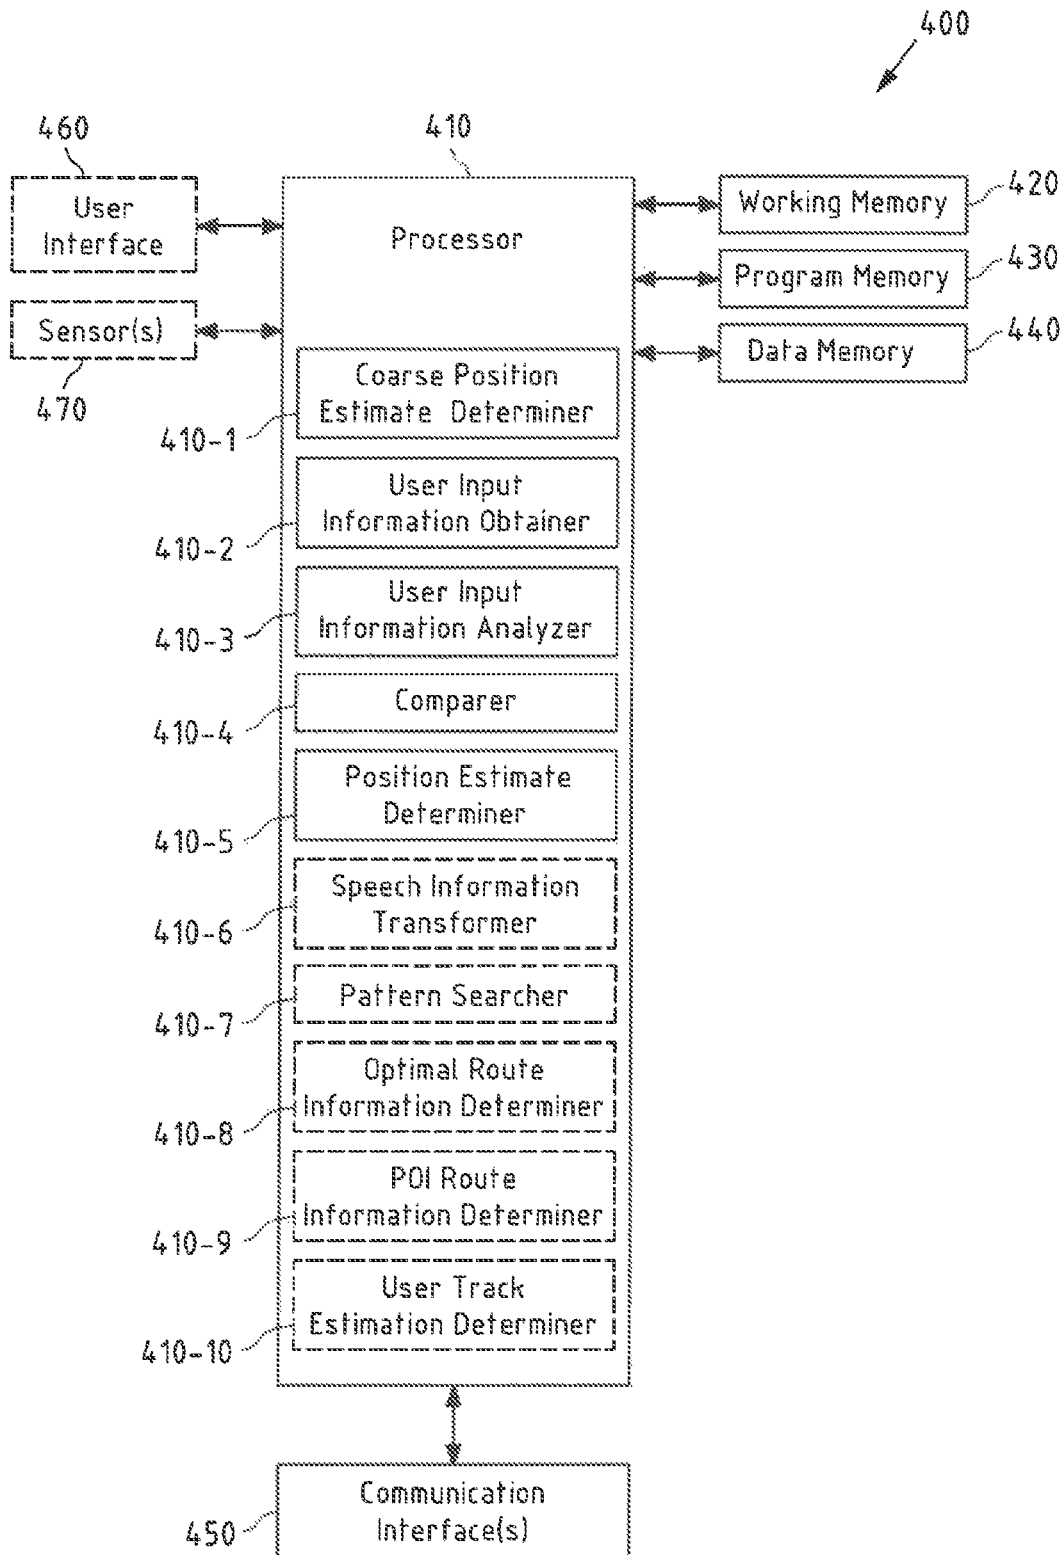 400
460
410
User
Interface
Processor
Working Memory
420
Program Memory
430
Sensor(s)
470
Data Memory
440
Coarse Position
Estimate Determiner
410-1
User Input
Information Obtainer
410-2
User Input
Information Analyzer
410-3
Comparer
410-4
Position Estimate
Determiner
410-5
Speech Information
Transformer
410-6
Pattern Searcher
410-7
Optimal Route
Information Determiner
410-8
POI Route
Information Determiner
410-9
User Track
Estimation Determiner
410-10
Communication
Interface(s)
450